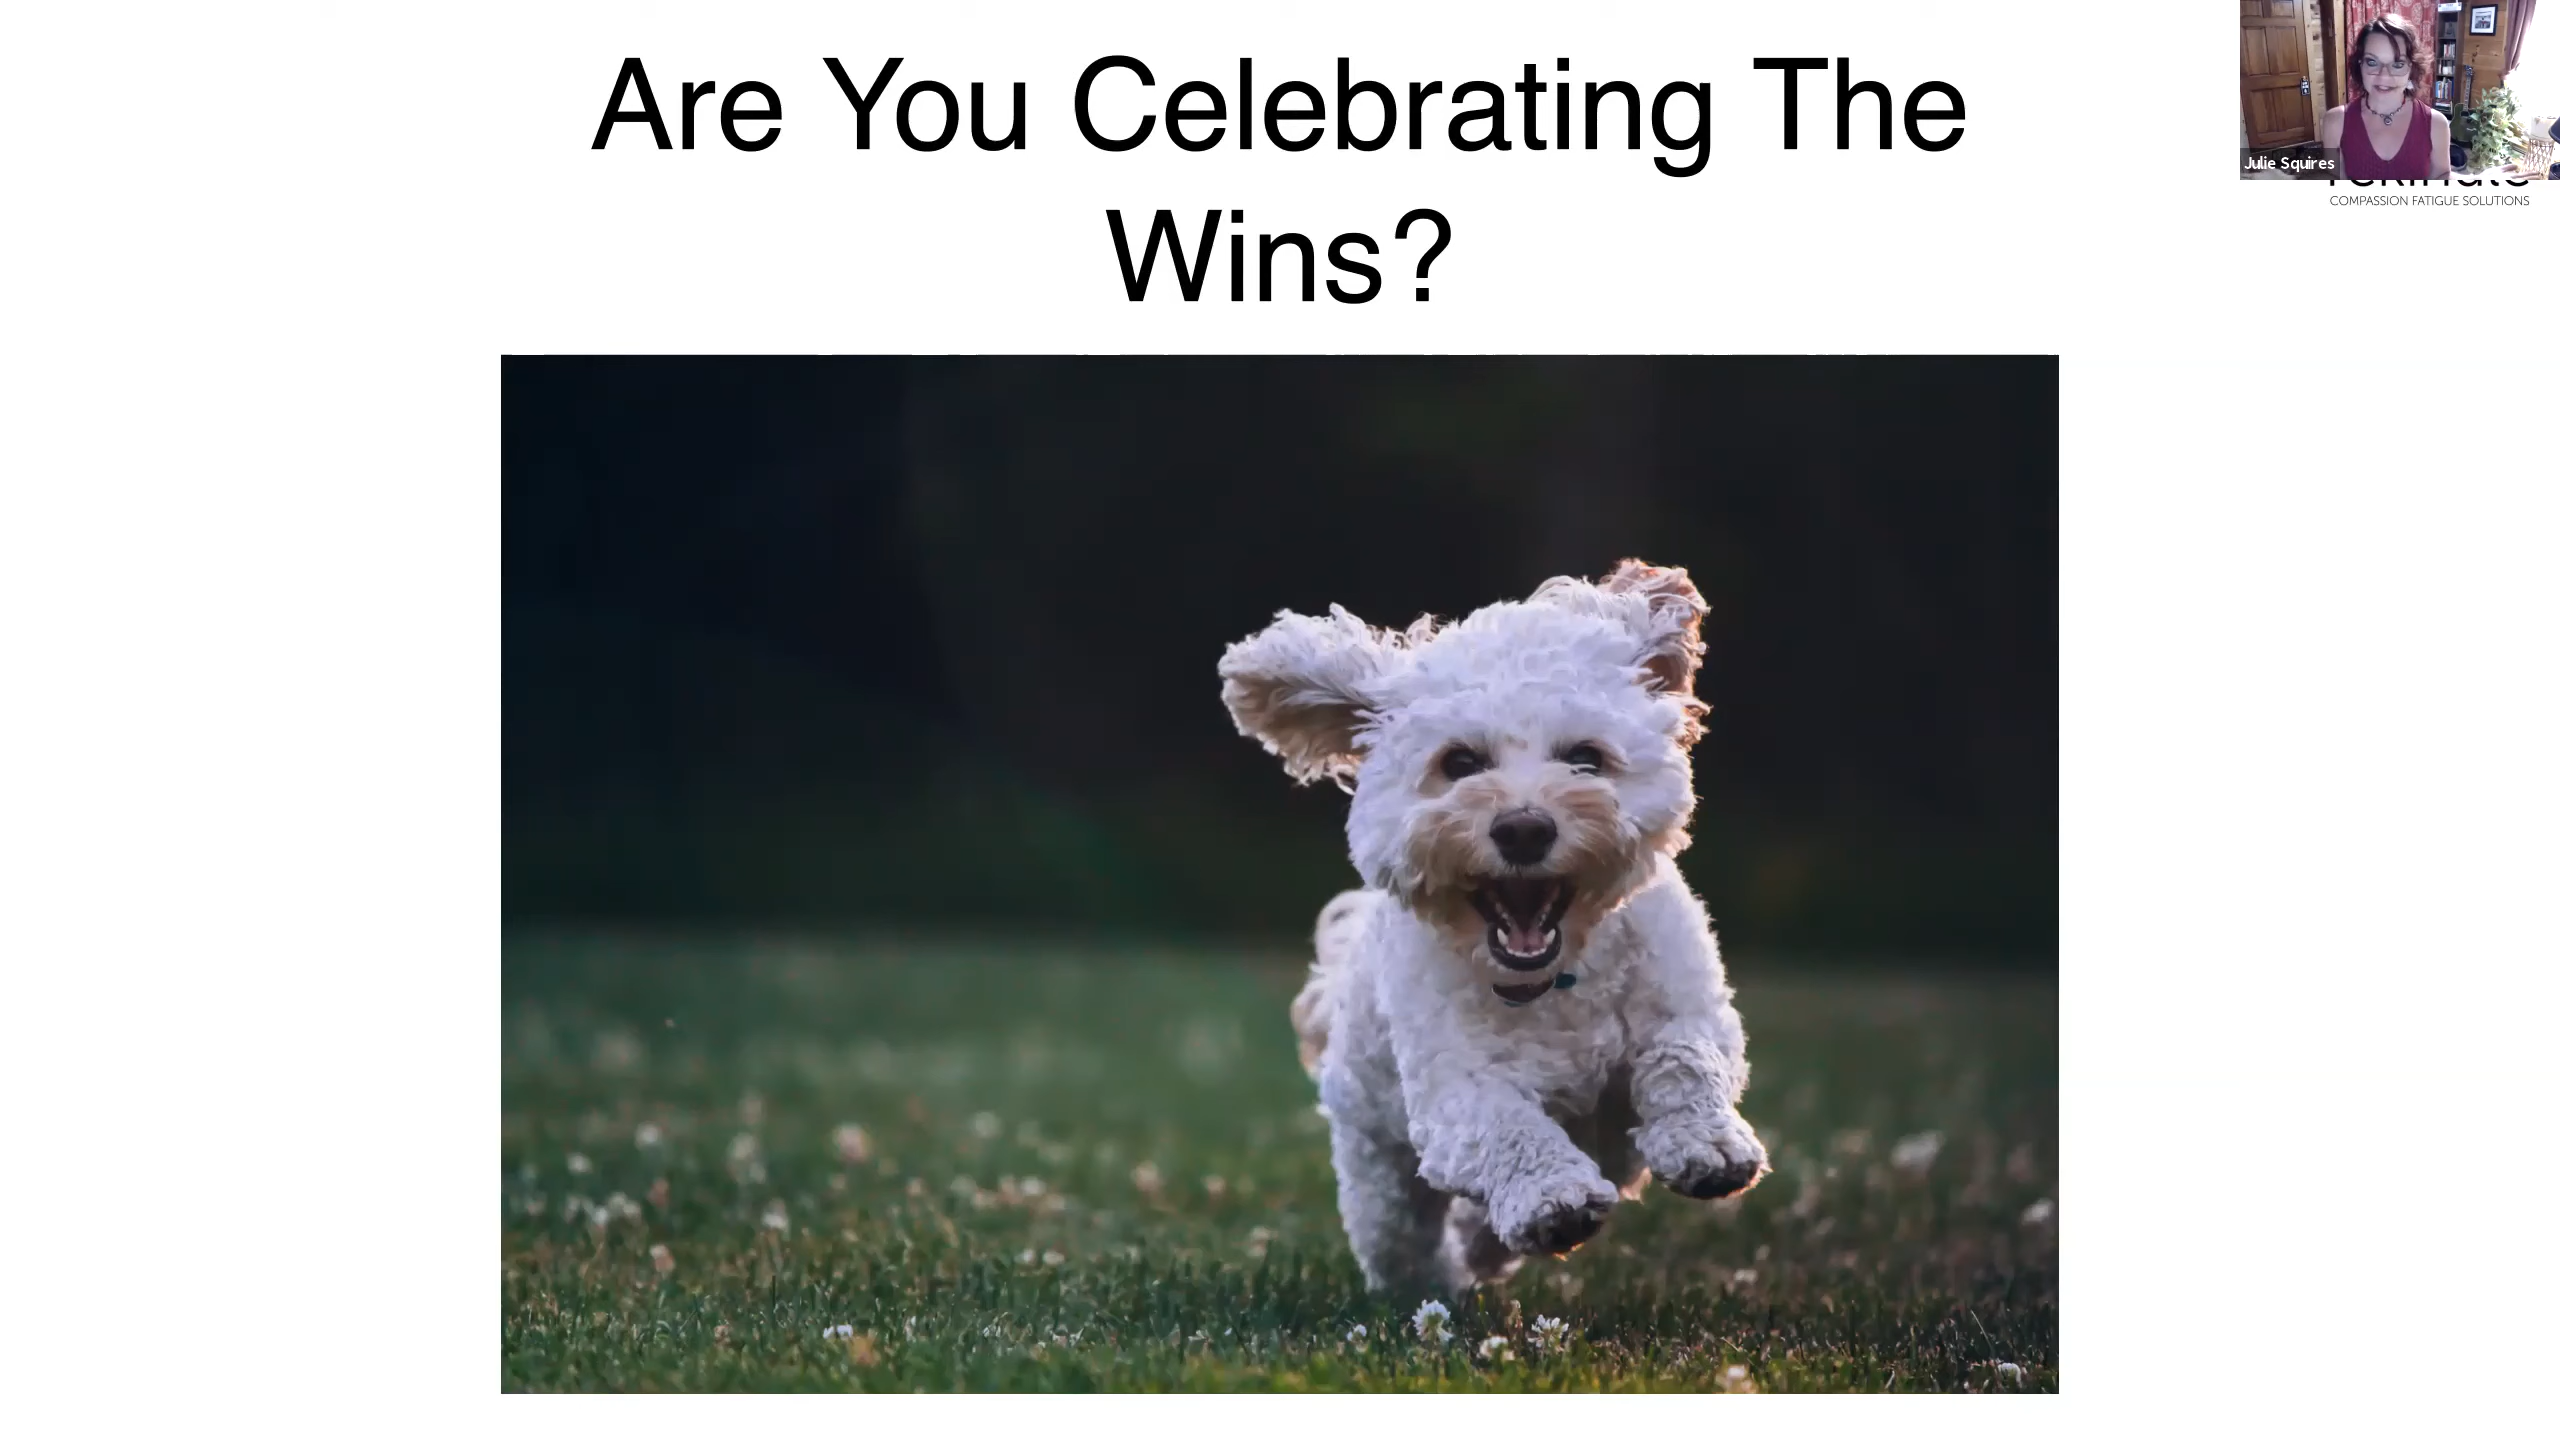 Are You Celebrating The
Wins?
Julie Squires
COMPASSION FATIGUE SOLUTIONS